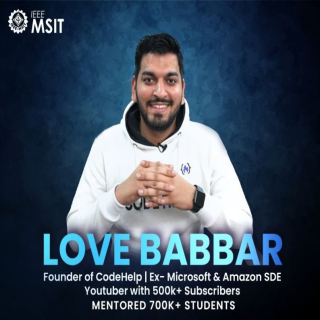 IEEE
MSIT
LOVE BABBAR
Founder of CodeHelp | Ex- Microsoft & Amazon SDE
Youtuber with 500k+ Subscribers
MENTORED 700K+ STUDENTS